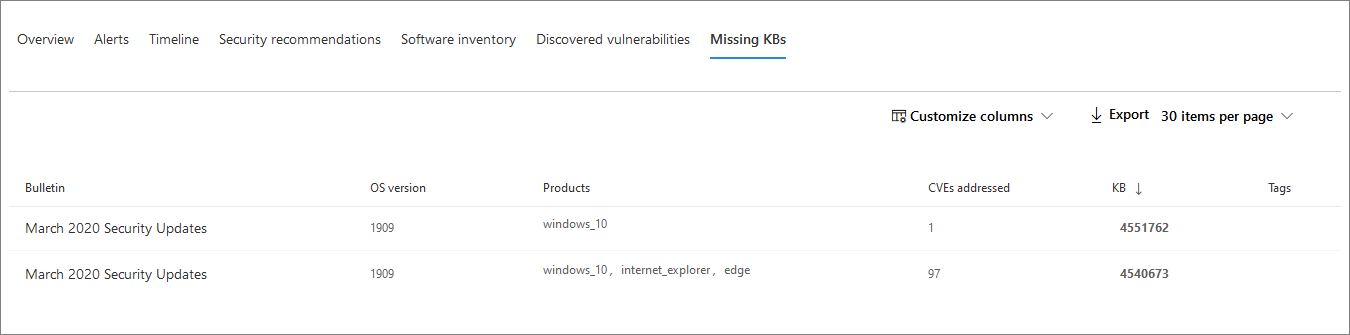 Overview Alerts Timeline Security recommendations Software inventory Discovered vulnerabilities Missing KBs
Customize columns Export 30 items per page
Bulletin OS version Products CVEs addressed KB ↓ Tags
March 2020 Security Updates 1909 windows_10 1 4551762
March 2020 Security Updates 1909 windows_10, internet_explorer, edge 97 4540673